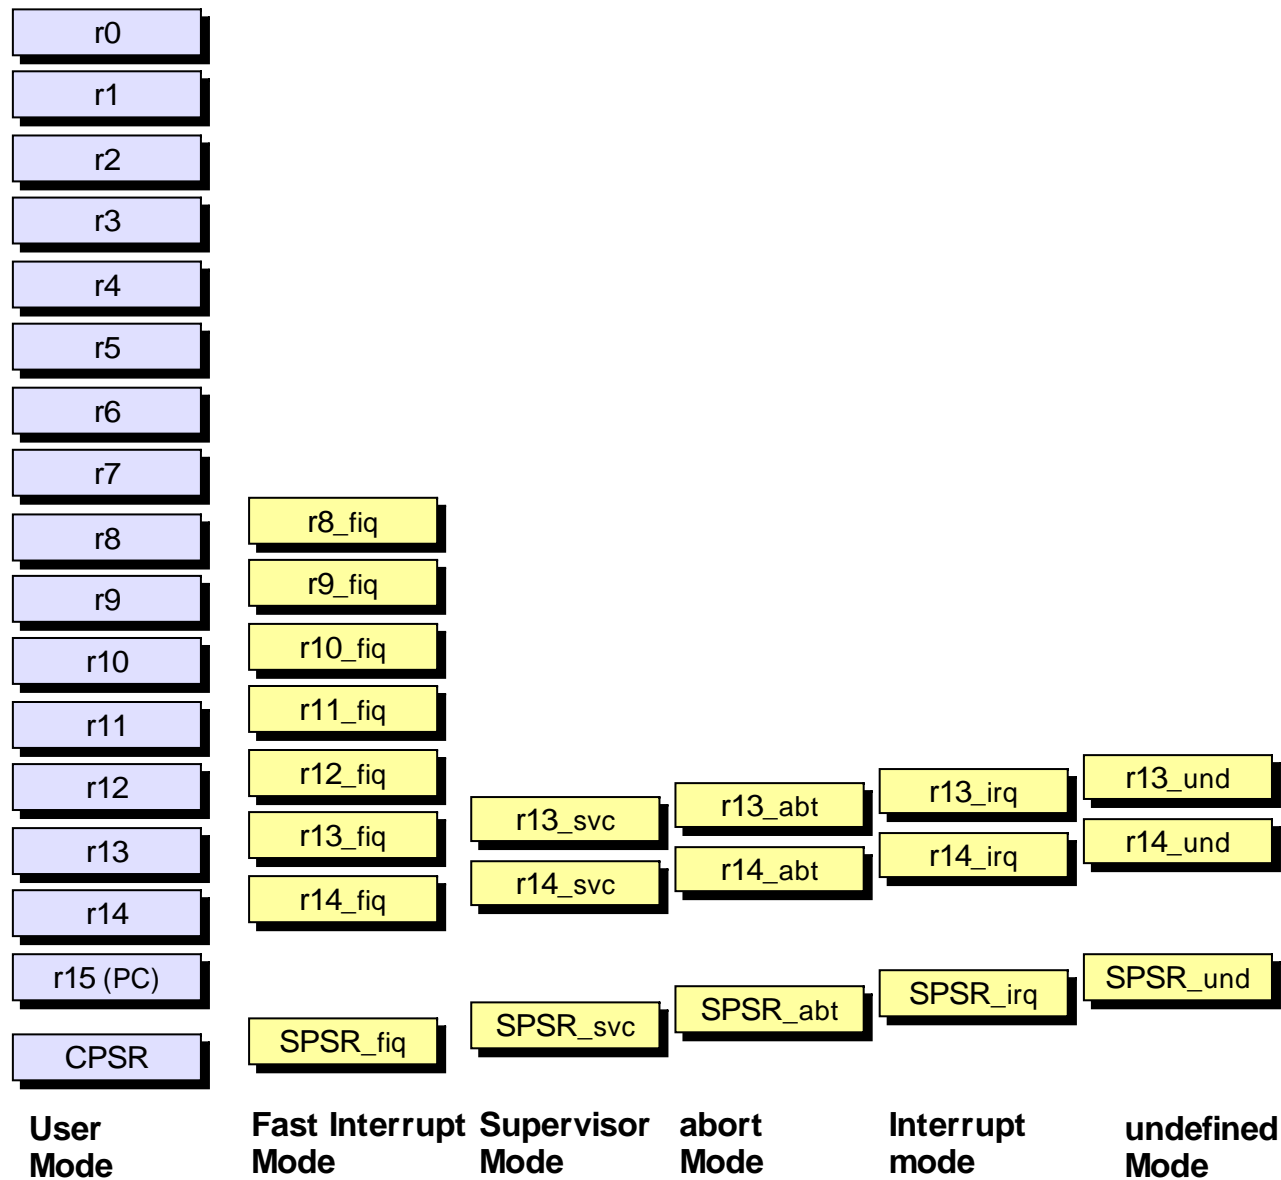 r0
r1
r2
r3
r4
r5
r6
r7
r8
r9
r10
r11
r12
r13
r14
r15 (PC)
CPSR
User
Mode
r8_fiq
r9_fiq
r10_fiq
r11_fiq
r12_fiq
r13_fiq
r14_fiq
SPSR_fiq
Fast Interrupt
Mode
r13_svc
r14_svc
SPSR_svc
Supervisor
Mode
r13_abt
r14_abt
SPSR_abt
abort
Mode
r13_irq
r14_irq
SPSR_irq
Interrupt
mode
r13_und
r14_und
SPSR_und
undefined
Mode